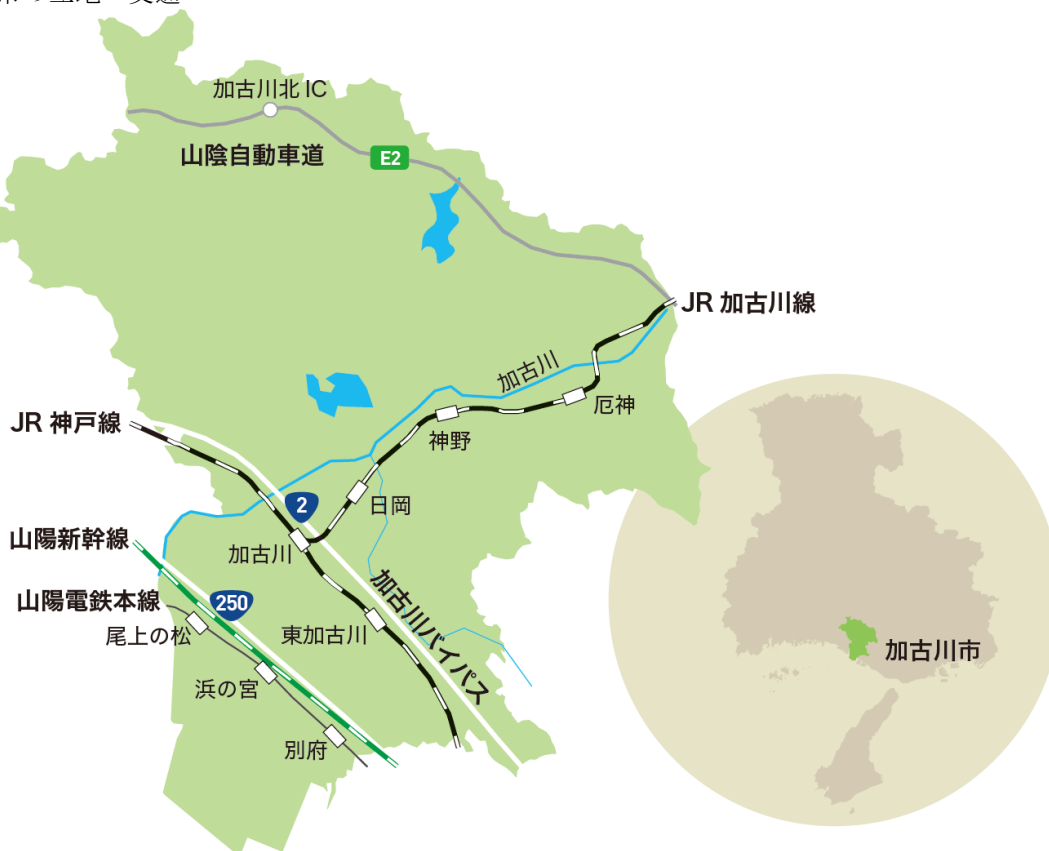 加古川北 IC
山陰自動車道
E2
JR 加古川線
加古川
厄神
JR 神戸線
神野
2
日岡
山陽新幹線
加古川
山陽電鉄本線
250
加古川バイパス
尾上の松
東加古川
浜の宮
別府
加古川市